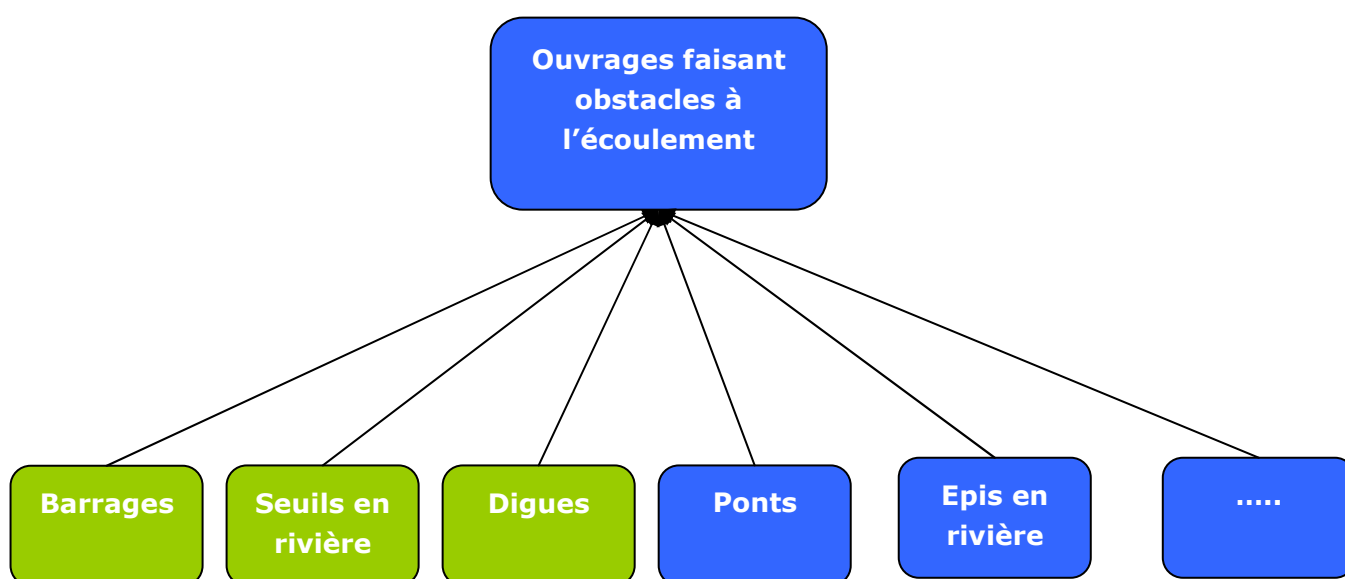 Ouvrages faisant
obstacles à
l’écoulement
Barrages
Seuils en
rivière
Digues
Ponts
Epis en
rivière
.....